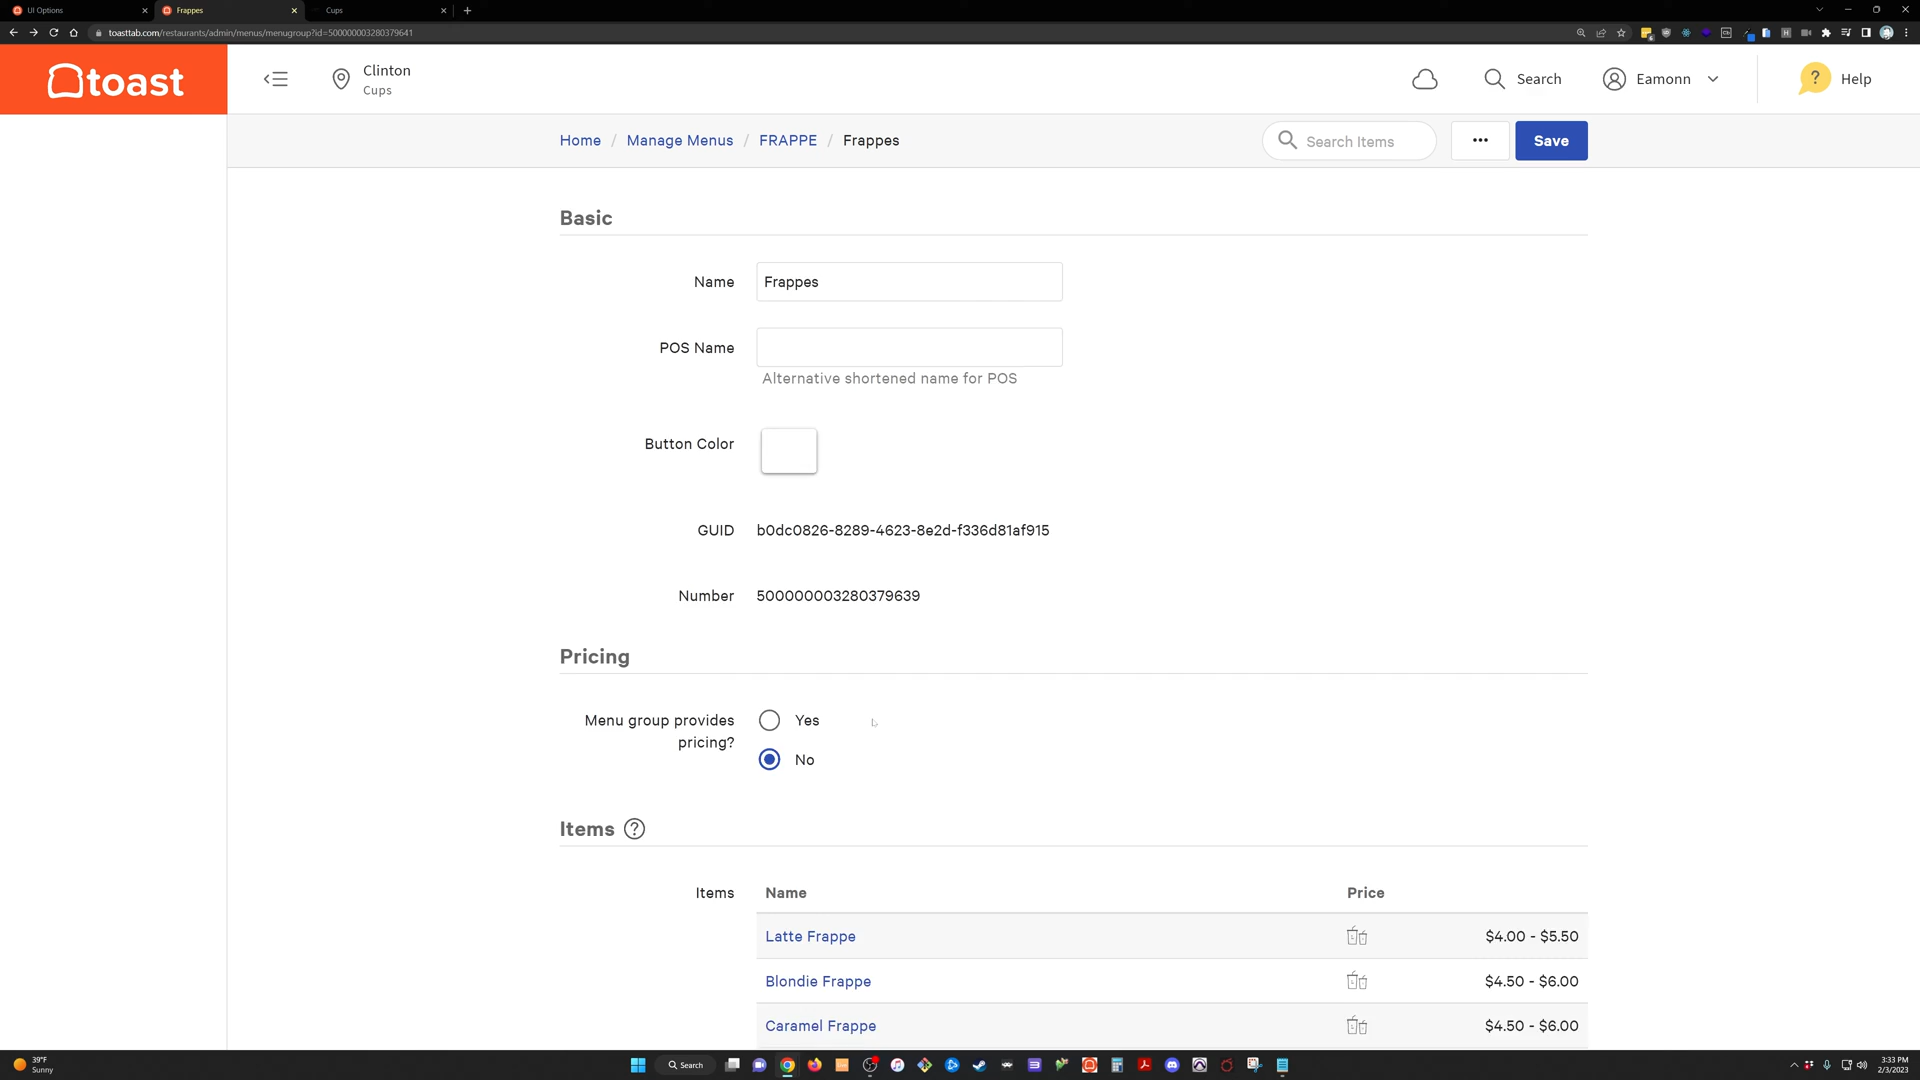 UI Options
Frappes
Cups
toasttab.com/restaurants/admin/menus/menugroup?id=500000003280379641
toast
Clinton
Cups
Search
Eamonn
Help
Home / Manage Menus / FRAPPE / Frappes
Search Items
Save
Basic
Name
Frappes
POS Name
Alternative shortened name for POS
Button Color
GUID
b0dc0826-8289-4623-8e2d-f336d81af915
Number
500000003280379639
Pricing
Menu group provides pricing?
Yes
No
Items
Items
Name
Price
Latte Frappe
$4.00 - $5.50
Blondie Frappe
$4.50 - $6.00
Caramel Frappe
$4.50 - $6.00
39°F
Sunny
Search
3:33 PM
2/3/2023